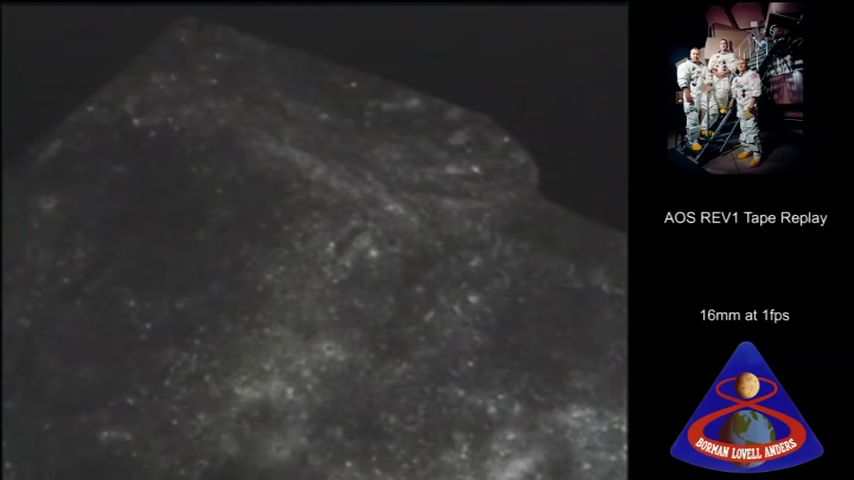 AOS REV1 Tape Replay
16mm at 1fps
BORMAN LOVELL ANDERS